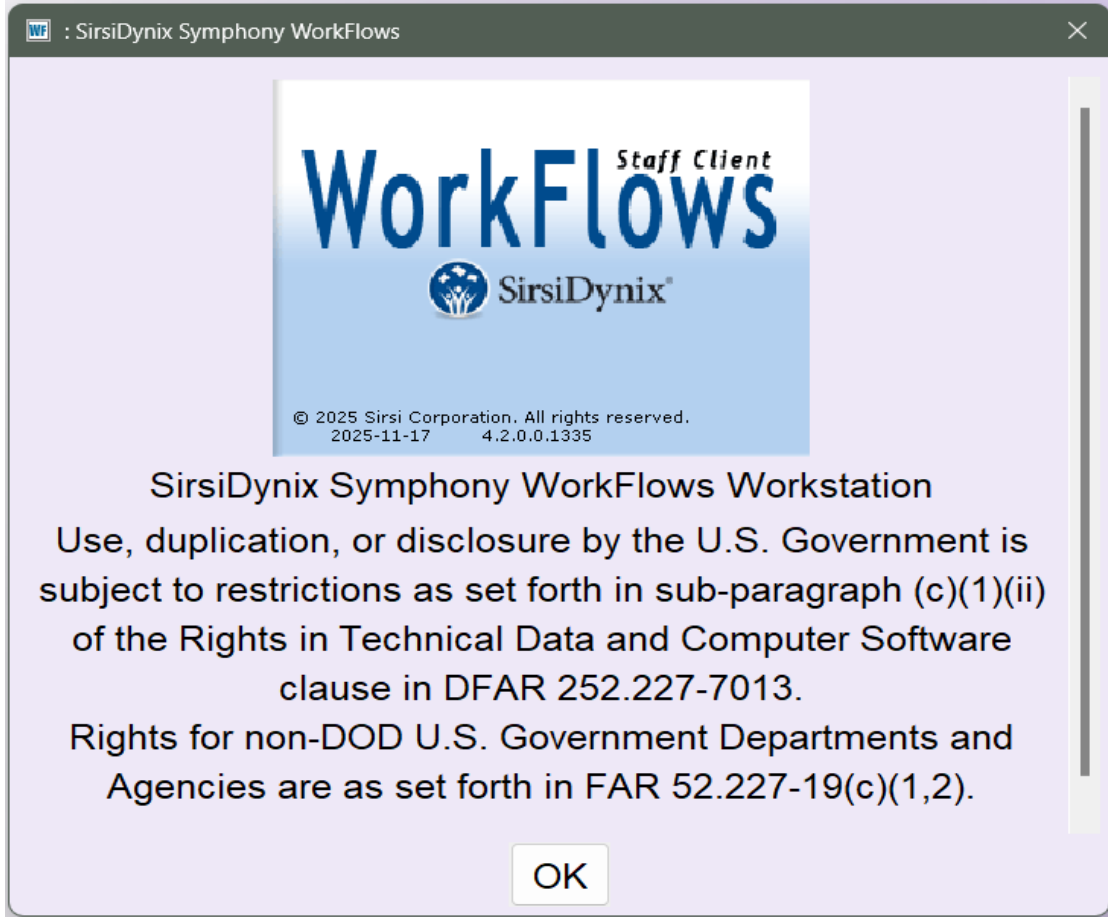 WF : SirsiDynix Symphony WorkFlows
Staff Client
WorkFlows
SirsiDynix®
© 2025 Sirsi Corporation. All rights reserved.
2025-11-17 4.2.0.0.1335
SirsiDynix Symphony WorkFlows Workstation
Use, duplication, or disclosure by the U.S. Government is
subject to restrictions as set forth in sub-paragraph (c)(1)(ii)
of the Rights in Technical Data and Computer Software
clause in DFAR 252.227-7013.
Rights for non-DOD U.S. Government Departments and
Agencies are as set forth in FAR 52.227-19(c)(1,2).
OK